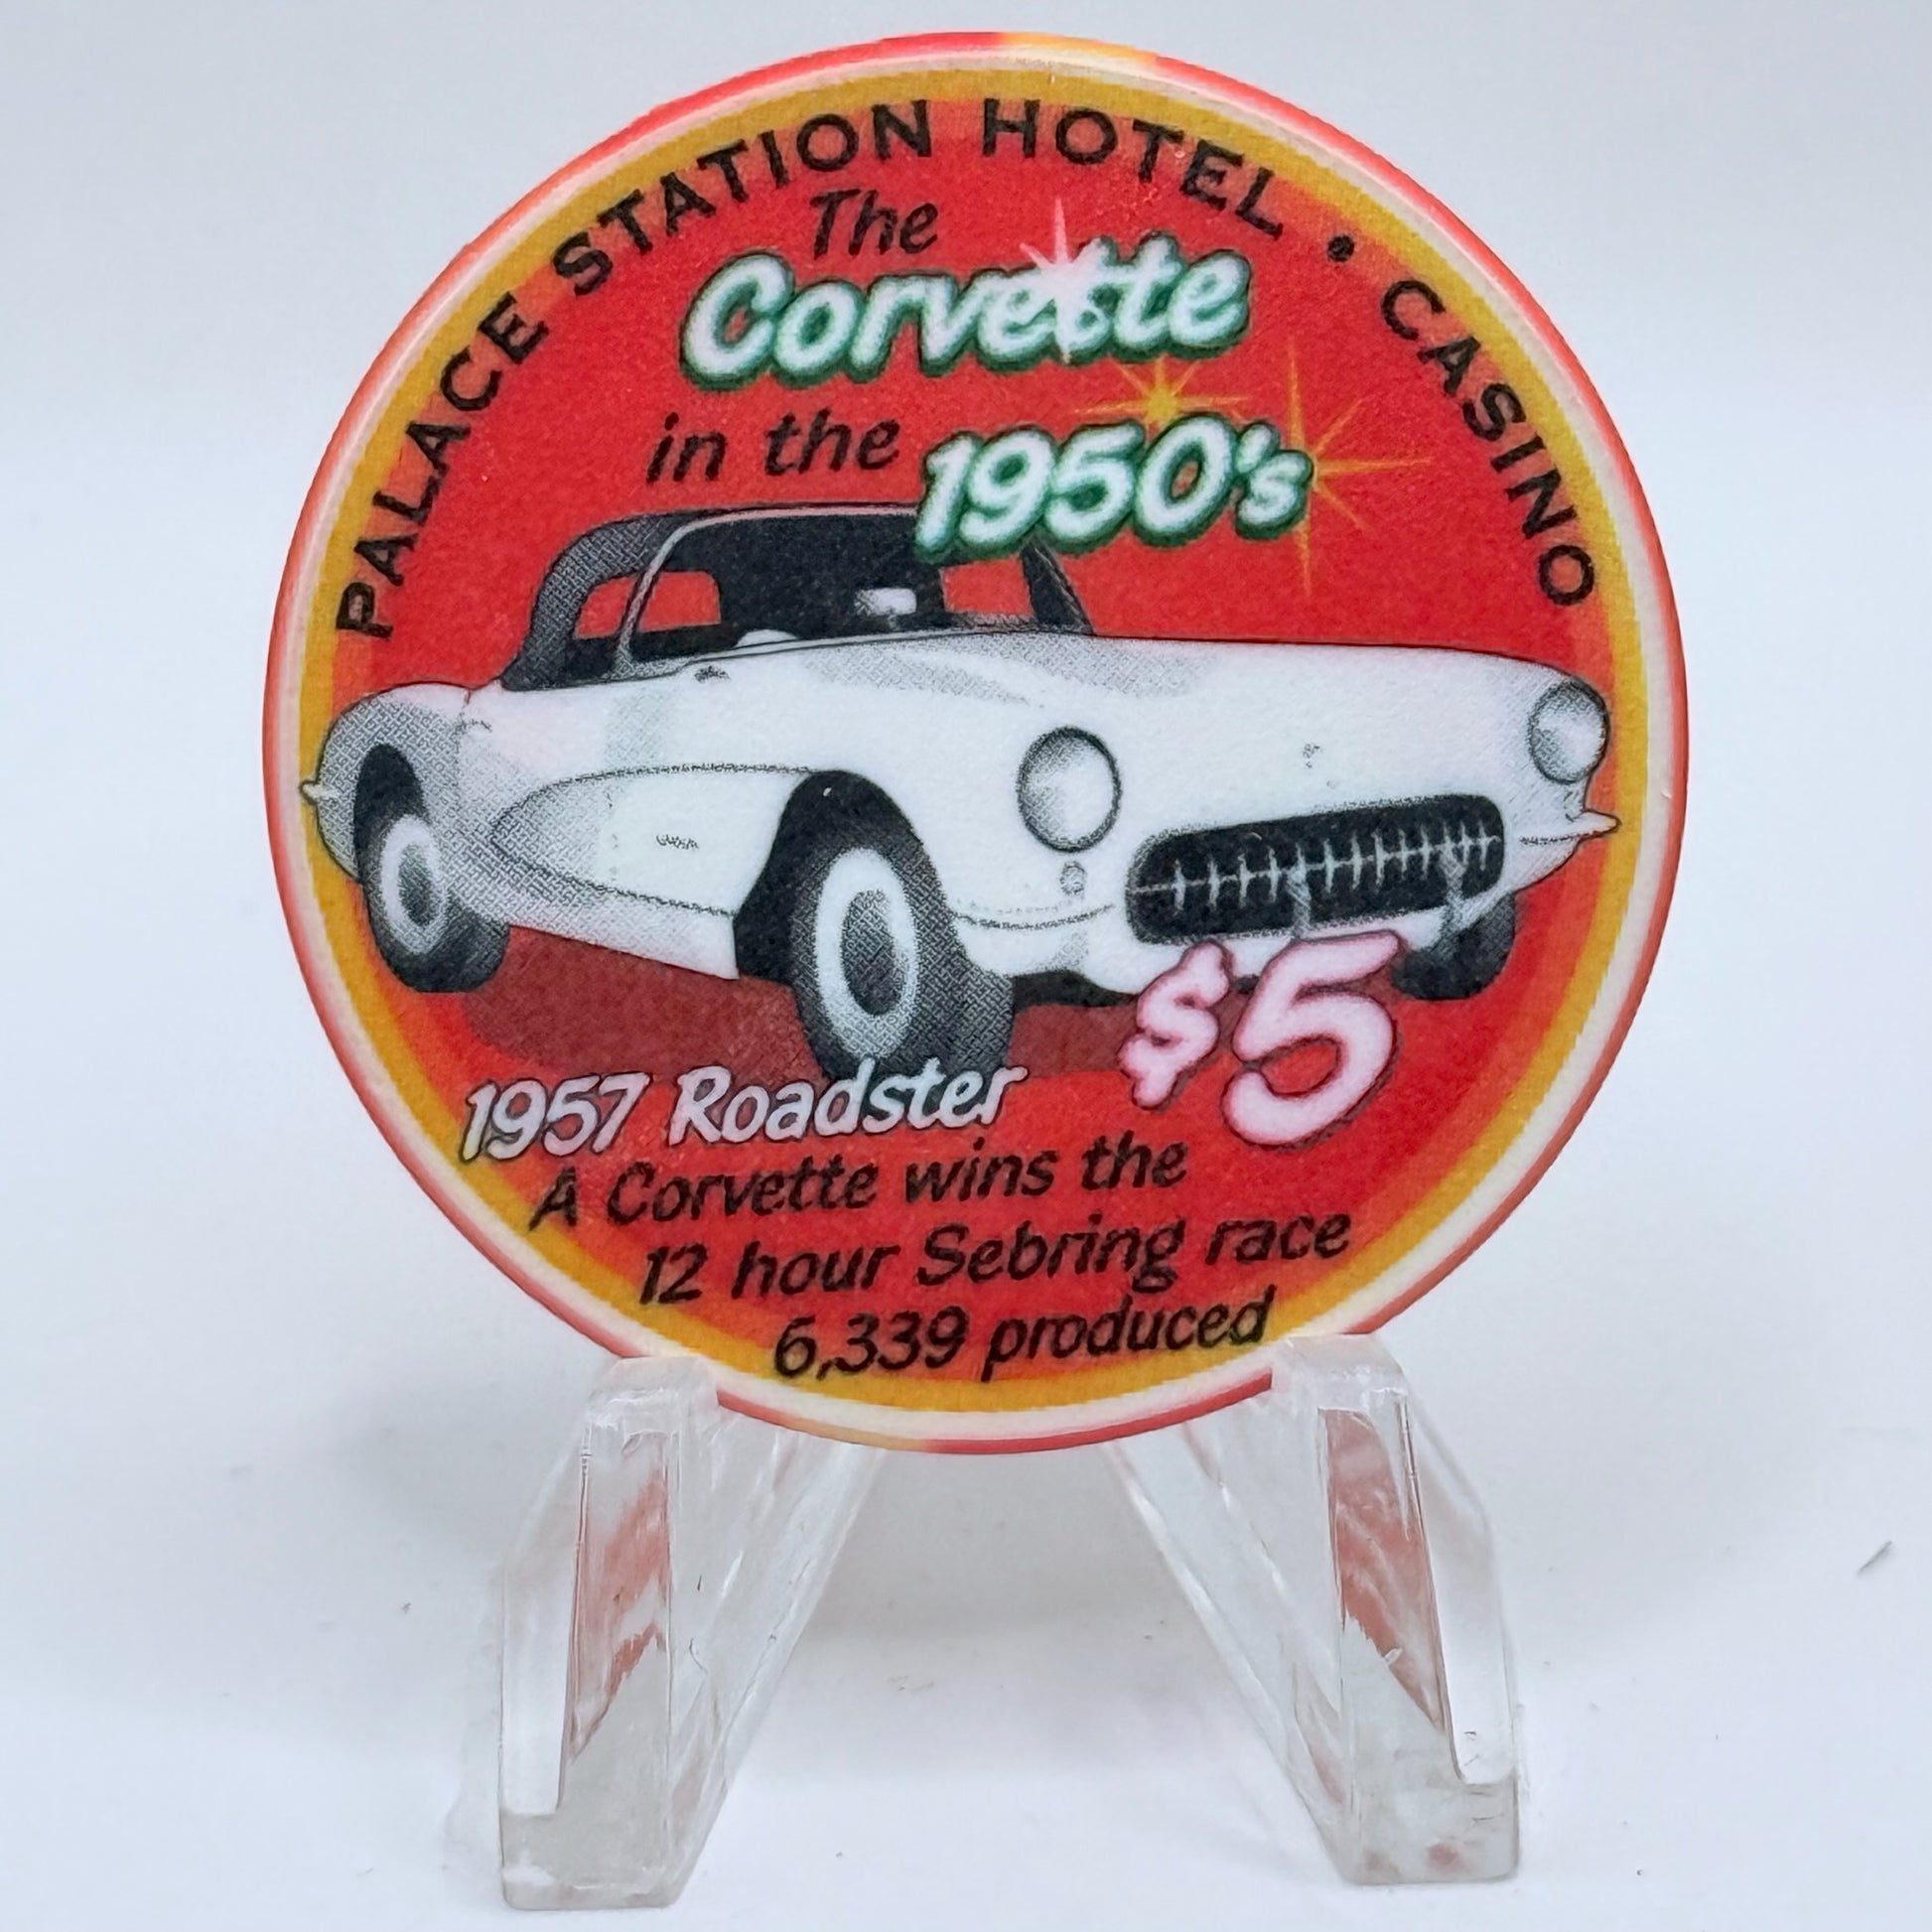 PALACE STATION HOTEL • CASINO
The
Corvette
in the 1950's
$5
1957 Roadster
A Corvette wins the
12 hour Sebring race
6,339 produced